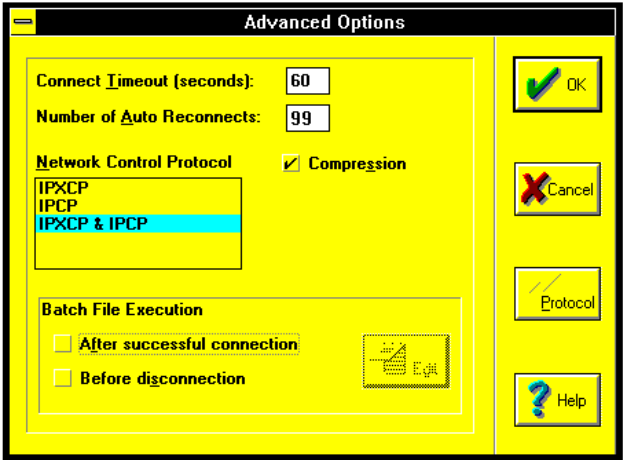 Advanced Options
Connect Timeout (seconds): 60
Number of Auto Reconnects: 99
Network Control Protocol
Compression
IPXCP
IPCP
IPXCP & IPCP
Batch File Execution
After successful connection
Before disconnection
Edit
OK
Cancel
Protocol
Help